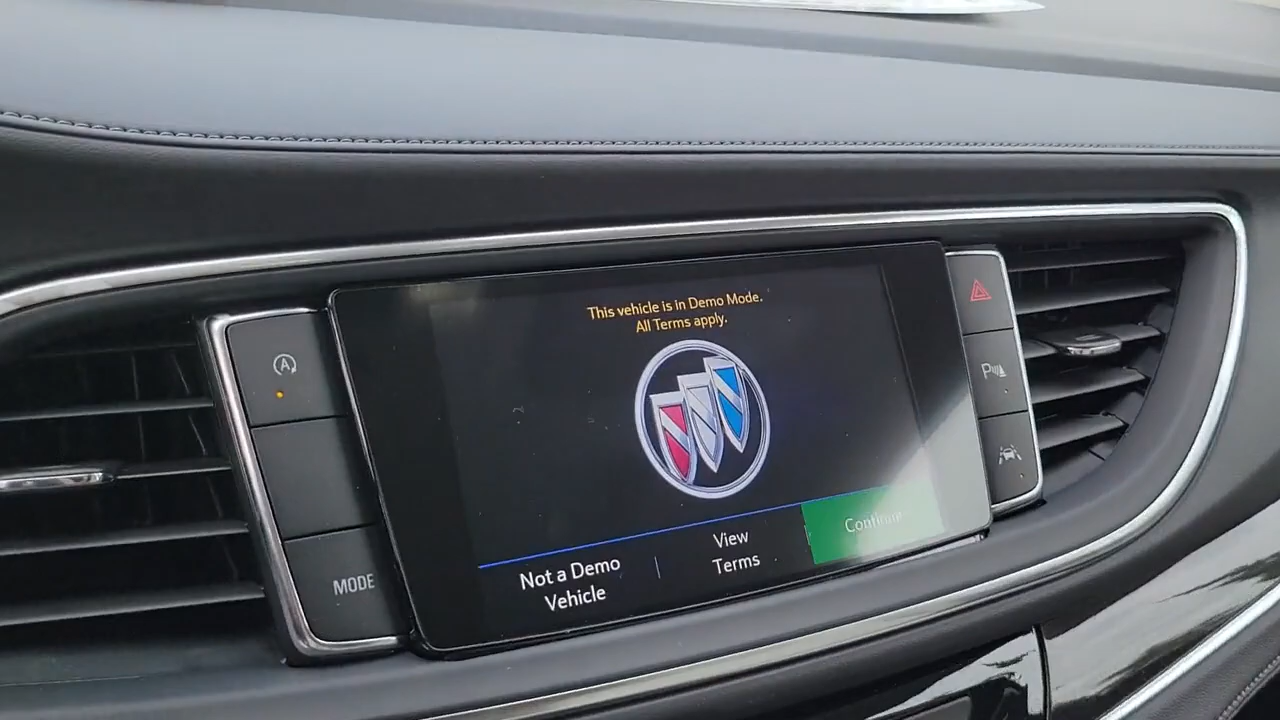 This vehicle is in Demo Mode.
All Terms apply.
A
P
MODE
Not a Demo
Vehicle
View
Terms
Continue